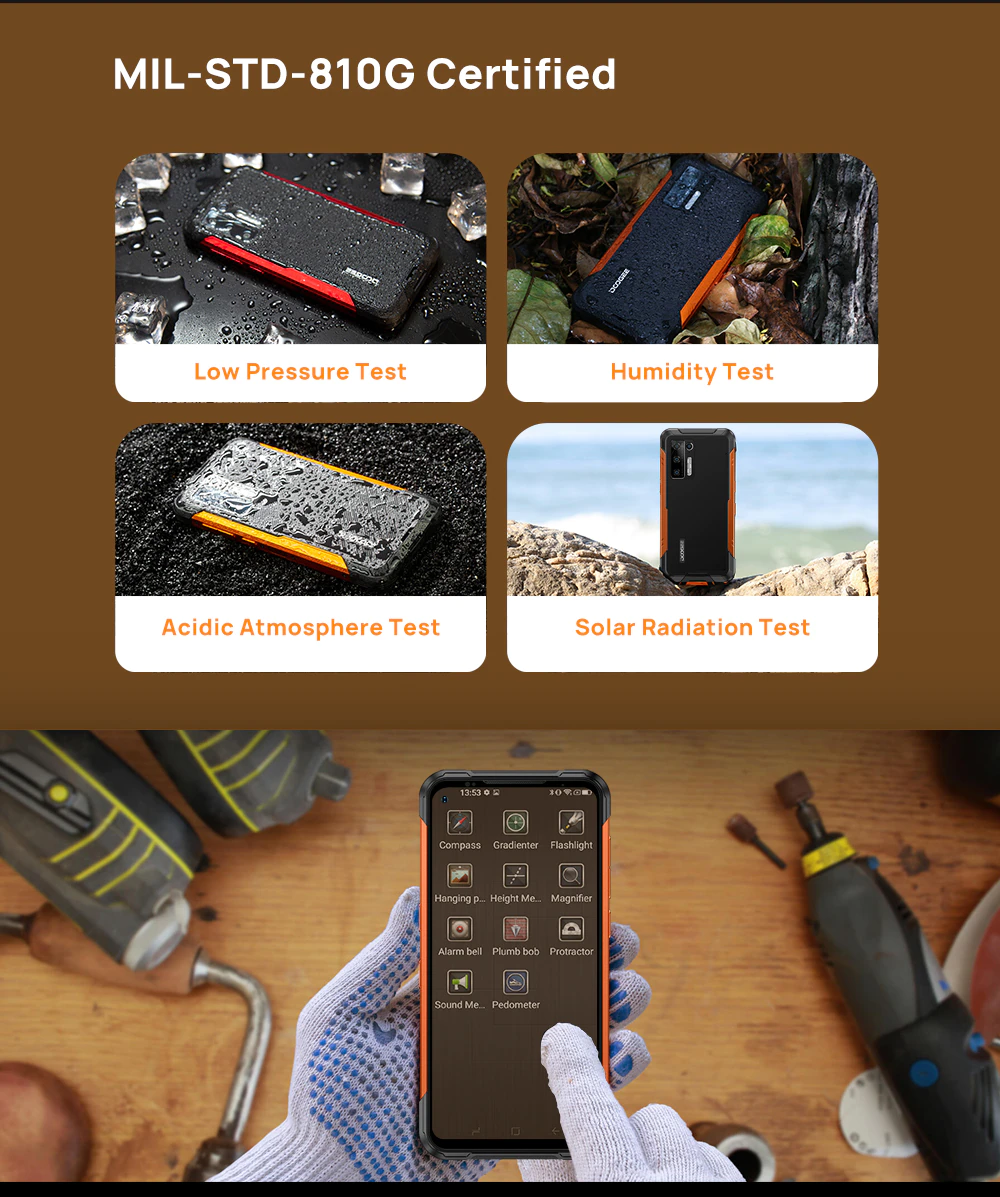 MIL-STD-810G Certified
DOOGEE
DOOGEE
Low Pressure Test
Humidity Test
DOOGEE
DOOGEE
Acidic Atmosphere Test
Solar Radiation Test
13:53
Compass Gradienter Flashlight
Hanging p... Height Me... Magnifier
Alarm bell Plumb bob Protractor
Sound Me... Pedometer